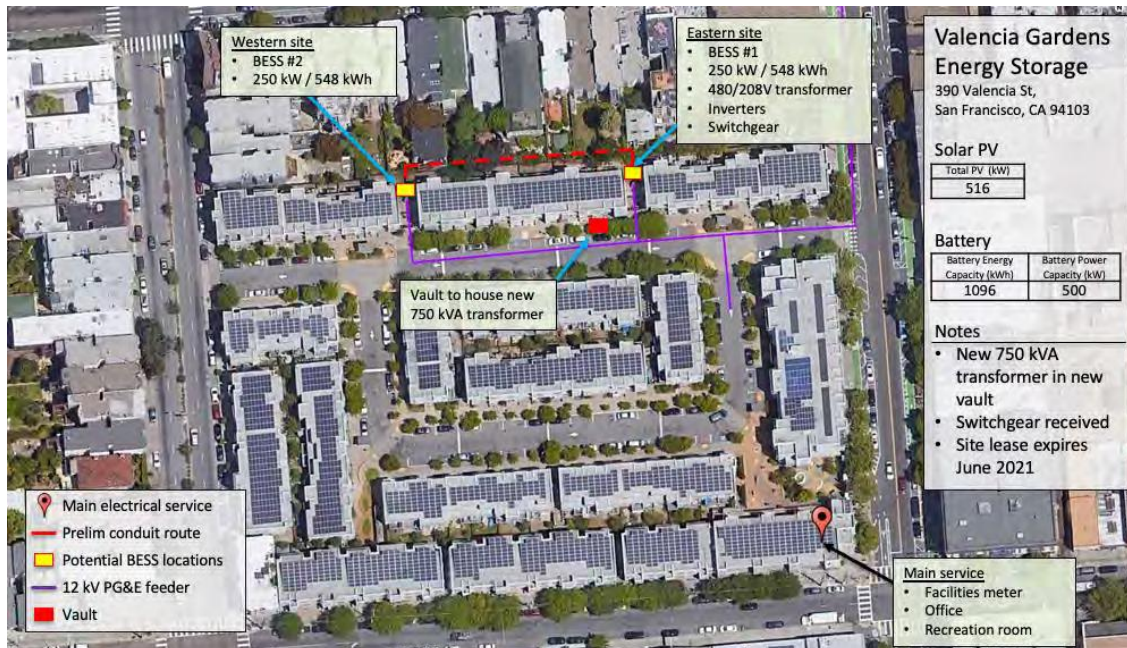 Western site
• BESS #2
• 250 kW / 548 kWh
Eastern site
• BESS #1
• 250 kW / 548 kWh
• 480/208V transformer
• Inverters
• Switchgear
Vault to house new
750 kVA transformer
Main electrical service
Prelim conduit route
Potential BESS locations
12 kV PG&E feeder
Vault
Main service
• Facilities meter
• Office
• Recreation room
Valencia Gardens
Energy Storage
390 Valencia St,
San Francisco, CA 94103
Solar PV
Total PV (kW)
516
Battery
Battery Energy Capacity (kWh) Battery Power Capacity (kW)
1096 500
Notes
• New 750 kVA
transformer in new
vault
• Switchgear received
• Site lease expires
June 2021